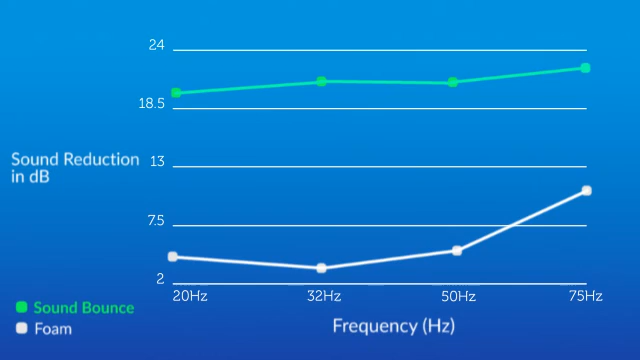 24
18.5
Sound Reduction
in dB
13
7.5
2
20Hz 32Hz 50Hz 75Hz
Sound Bounce
Foam
Frequency (Hz)